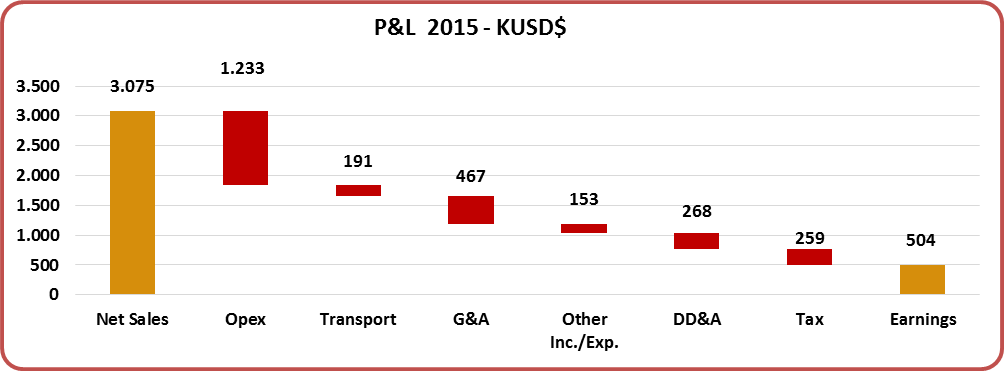 P&L 2015 - KUSD$
1.233
3.500
3.075
3.000
2.500
2.000
191
467
1.500
153
268
1.000
259
504
500
0
Net Sales
Opex
Transport
G&A
Other
Inc./Exp.
DD&A
Tax
Earnings